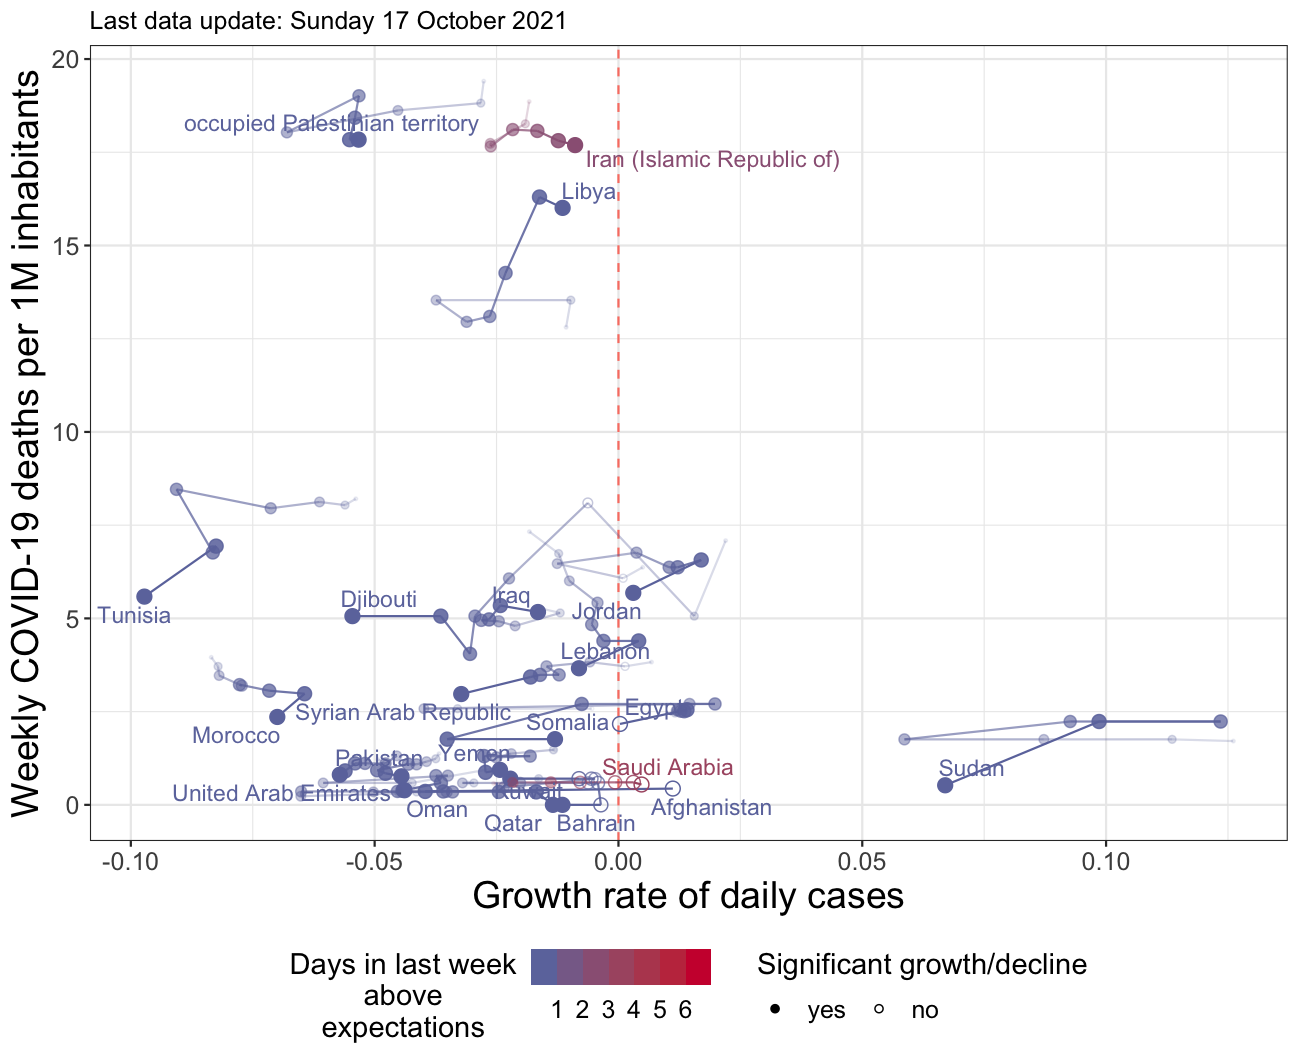 Last data update: Sunday 17 October 2021
Weekly COVID-19 deaths per 1M inhabitants
20
15
10
5
0
occupied Palestinian territory
Iran (Islamic Republic of)
Libya
Tunisia
Djibouti
Iraq
Jordan
Lebanon
Morocco
Syrian Arab Republic
Somalia
Egypt
Pakistan
Yemen
Saudi Arabia
Sudan
United Arab Emirates
Kuwait
Oman
Afghanistan
Qatar
Bahrain
-0.10
-0.05
0.00
0.05
0.10
Growth rate of daily cases
Days in last week
above
expectations
1 2 3 4 5 6
Significant growth/decline
yes
no